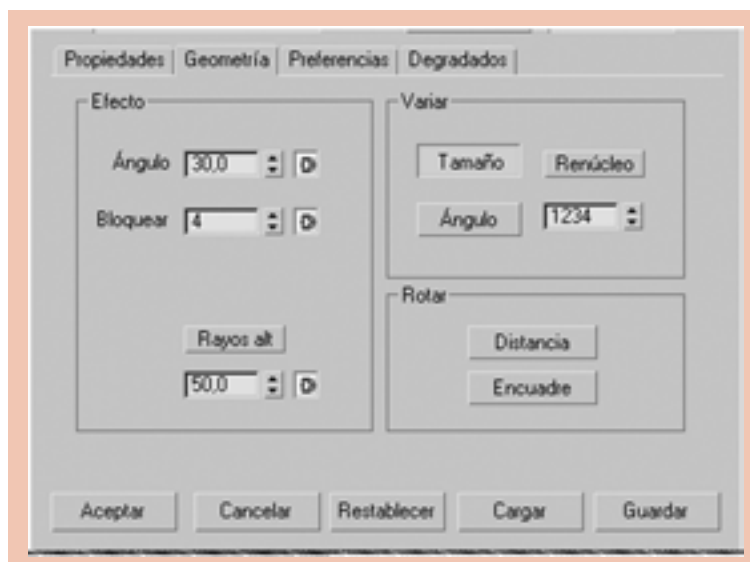 Propiedades Geometría Preferencias Degradados
Efecto
Ángulo 30,0
Bloquear 4
Rayos alt
50,0
Variar
Tamaño Renúcleo
Ángulo 1234
Rotar
Distancia
Encuadre
Aceptar Cancelar Restablecer Cargar Guardar